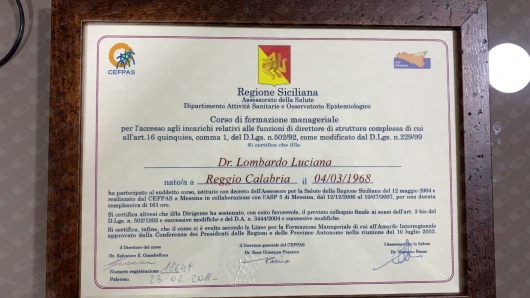 CEFPAS
Regione Siciliana
Assessorato della Salute
Dipartimento Attività Sanitarie e Osservatorio Epidemiologico
Corso di formazione manageriale
per l'accesso agli incarichi relativi alle funzioni di direttore di struttura complessa di cui
all'art.16 quinquies, comma 1, del D.Lgs. n.502/92, come modificato dal D.Lgs. n.229/99
Si certifica che il/la
Dr. Lombardo Luciana
nato/a a Reggio Calabria il 04/03/1968
ha partecipato al suddetto corso, istituito con decreto dell'Assessore per la Salute della Regione Siciliana del 12 maggio 2004 e
realizzato dal CEFPAS a Messina in collaborazione con l'ASP 5 di Messina, dal 12/12/2006 al 10/07/2007, per una durata
complessiva di 161 ore.
Si certifica altresì che il/la Dirigente ha sostenuto, con esito favorevole, il previsto colloquio finale ai sensi dell'art. 3 bis del
D.Lgs. n. 502/1992 e successive modifiche e del D.A. n. 34440/04 e successive modifiche.
Si certifica, infine, che il corso si è svolto secondo le Linee per la Formazione Manageriale di cui all'Accordo Interregionale
approvato dalla Conferenza dei Presidenti delle Regioni e delle Province Autonome nella riunione del 10 luglio 2003.
Il Direttore del corso
Dr. Salvatore E. Giambelluca
Il Direttore generale del CEFPAS
L'Assessore per la Salute
Dr. Massimo Russo
Numero registrazione
Palermo,